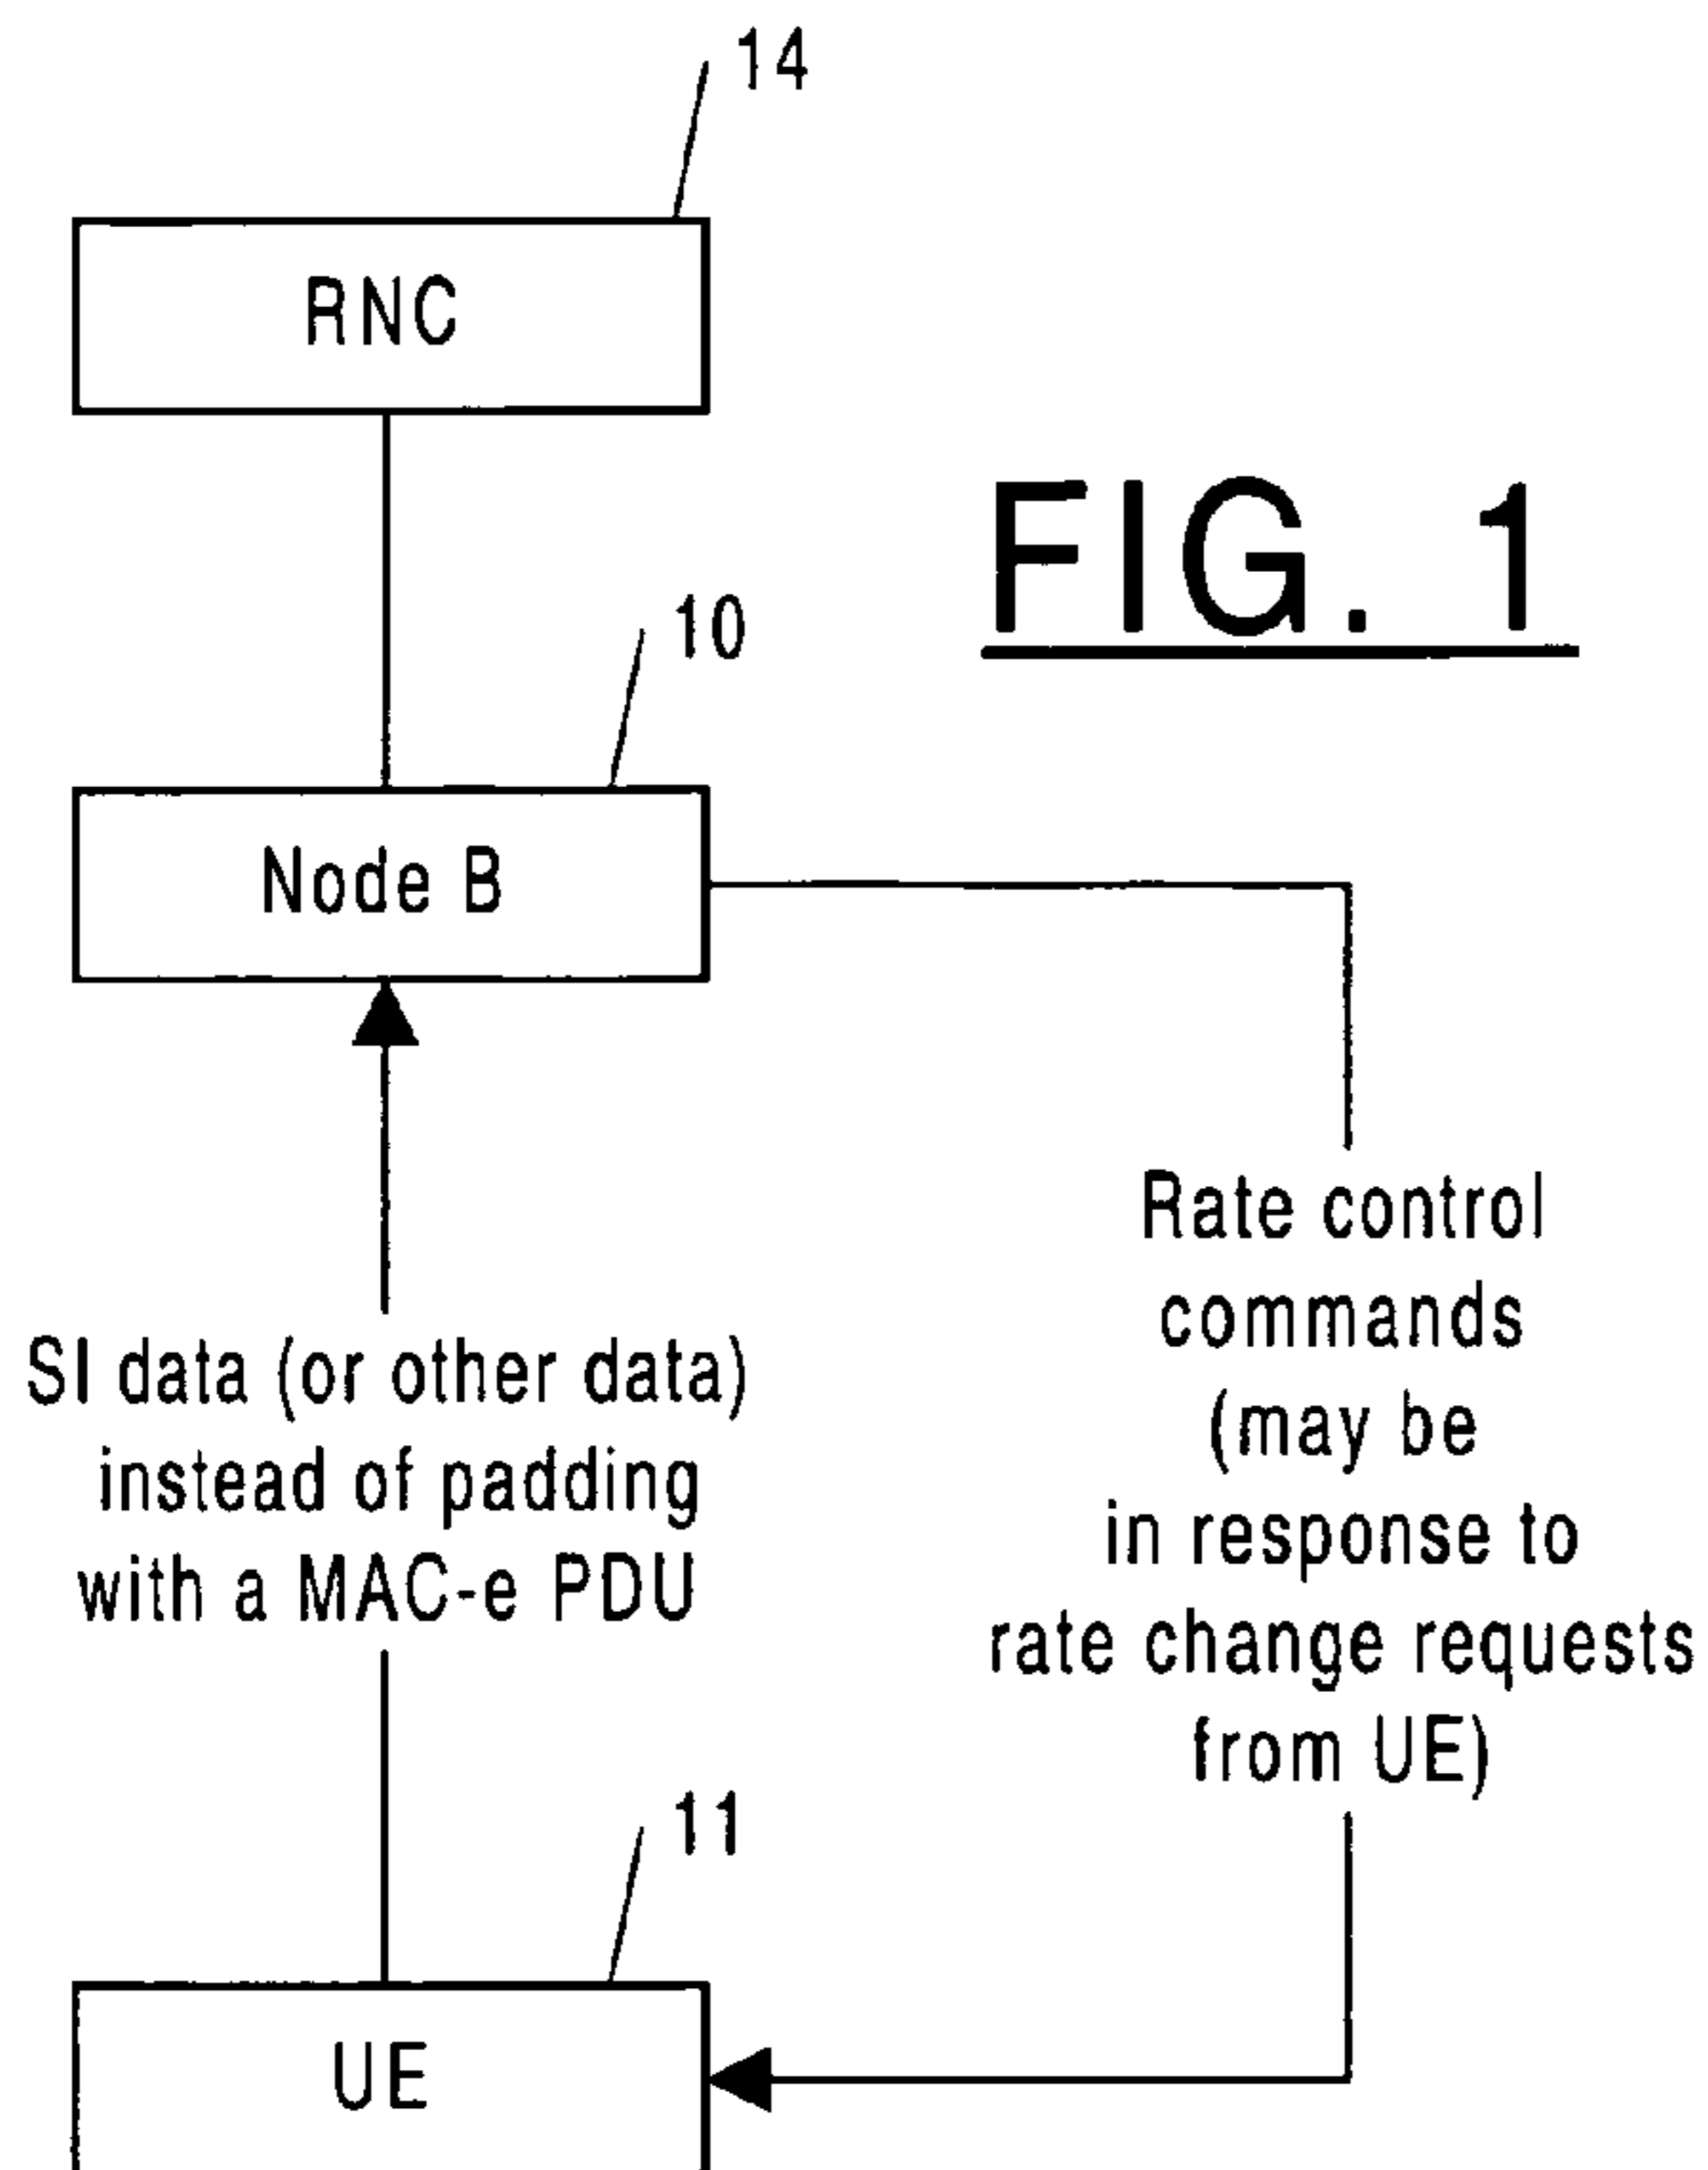 14
RNC
FIG. 1
10
Node B
Rate control
commands
(may be
in response to
rate change requests
from UE)
SI data (or other data)
instead of padding
with a MAC-e PDU
11
UE